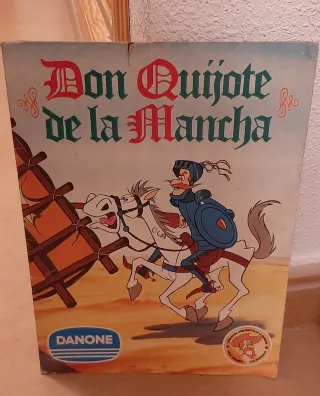 Don Quijote
de la Mancha
DANONE